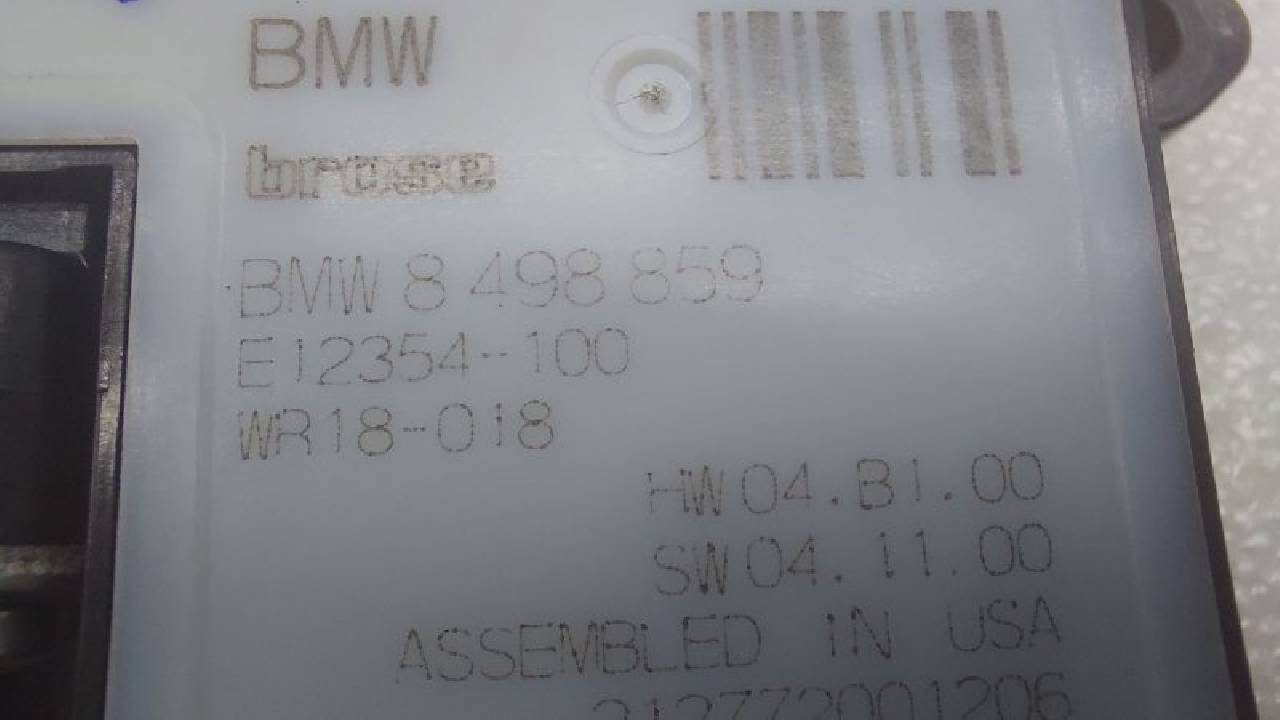 BMW
brose
BMW 8 498 859
E12354-100
WR18-018
HW 04.B1.00
SW 04.11.00
ASSEMBLED IN USA
212772001206